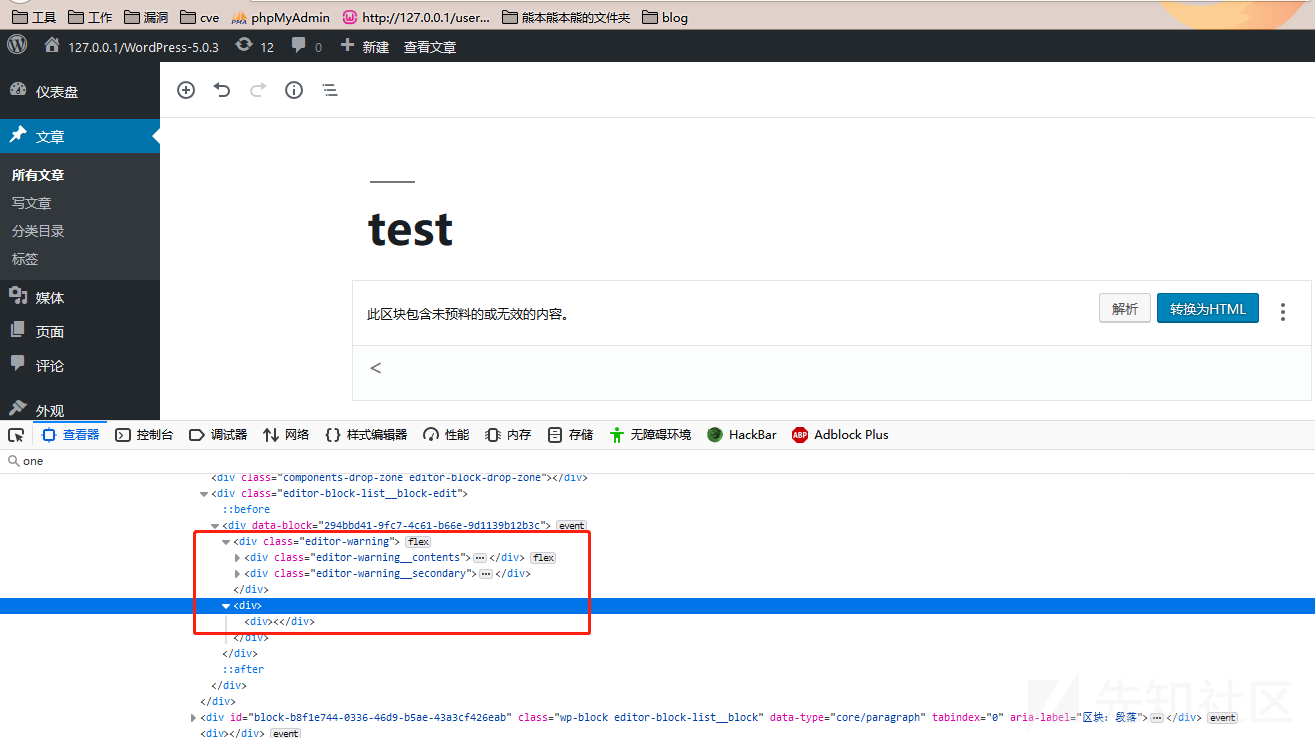 工具 工作 漏洞 cve phpMyAdmin http://127.0.0.1/user... 熊本熊本熊的文件夹 blog
127.0.0.1/WordPress-5.0.3 12 0 新建 查看文章
仪表盘
文章
所有文章
写文章
分类目录
标签
媒体
页面
评论
外观
test
此区块包含未预料的或无效的内容。 解析 转换为HTML
<
查看器 控制台 调试器 网络 {} 样式编辑器 性能 内存 存储 无障碍环境 HackBar ABP Adblock Plus
one
<div class="components-drop-zone editor-block-drop-zone"></div>
<div class="editor-block-list__block-edit">
::before
<div data-block="294bbd41-9fc7-4c61-b66e-9d1139b12b3c"> event
<div class="editor-warning"> flex
<div class="editor-warning__contents">⋯</div> flex
<div class="editor-warning__secondary">⋯</div>
</div>
<div>
<div><</div>
</div>
</div>
::after
</div>
</div>
<div id="block-b8f1e744-0336-46d9-b5ae-43a3cf426eab" class="wp-block editor-block-list__block" data-type="core/paragraph" tabindex="0" aria-label="区块: 段落">⋯</div> event
<div></div> event
先知社区